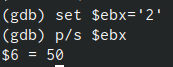 (gdb) set $ebx='2'
(gdb) p/s $ebx
$6 = 50